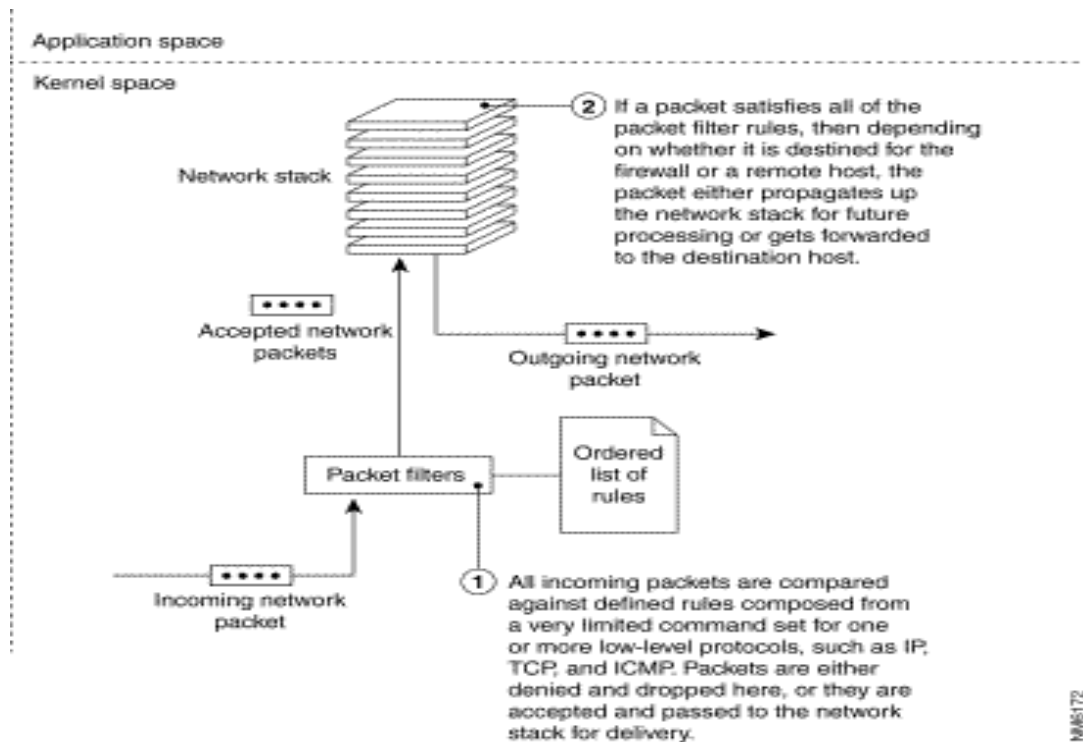 Application space
Kernel space
2 If a packet satisfies all of the
packet filter rules, then depending
on whether it is destined for the
firewall or a remote host, the
packet either propagates up
the network stack for future
processing or gets forwarded
to the destination host.
Network stack
Accepted network
packets
Outgoing network
packet
Packet filters
Ordered
list of
rules
Incoming network
packet
1 All incoming packets are compared
against defined rules composed from
a very limited command set for one
or more low-level protocols, such as IP,
TCP, and ICMP. Packets are either
denied and dropped here, or they are
accepted and passed to the network
stack for delivery.
NM6172